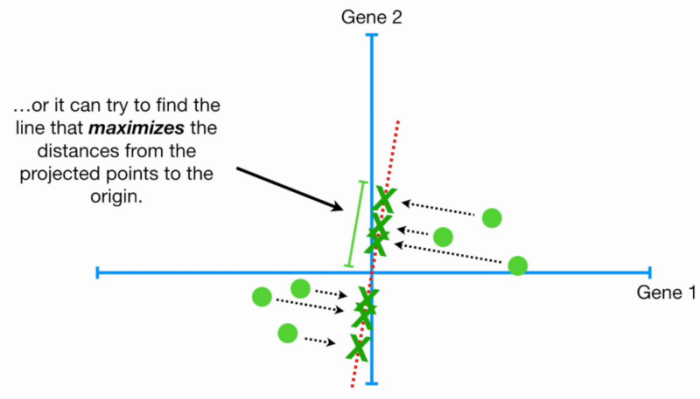 Gene 2
…or it can try to find the
line that maximizes the
distances from the
projected points to the
origin.
Gene 1